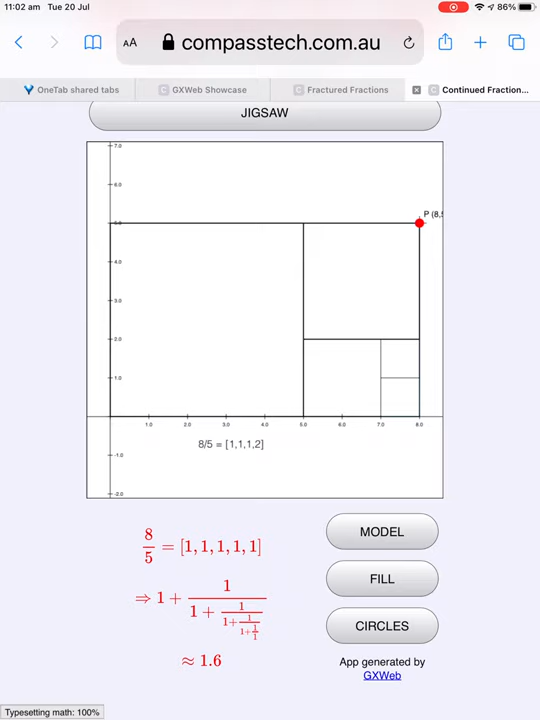 11:02 am Tue 20 Jul
86%
AA compasstech.com.au
OneTab shared tabs
GXWeb Showcase
Fractured Fractions
Continued Fraction...
JIGSAW
7.0
6.0
5.0
4.0
3.0
2.0
1.0
-1.0
-2.0
P (8,5
1.0 2.0 3.0 4.0 5.0 6.0 7.0 8.0
8/5 = [1,1,1,2]
8/5 = [1, 1, 1, 1, 1]
⇒ 1 + 1/(1 + 1/(1+1/(1+1/1)))
≈ 1.6
MODEL
FILL
CIRCLES
App generated by
GXWeb
Typesetting math: 100%